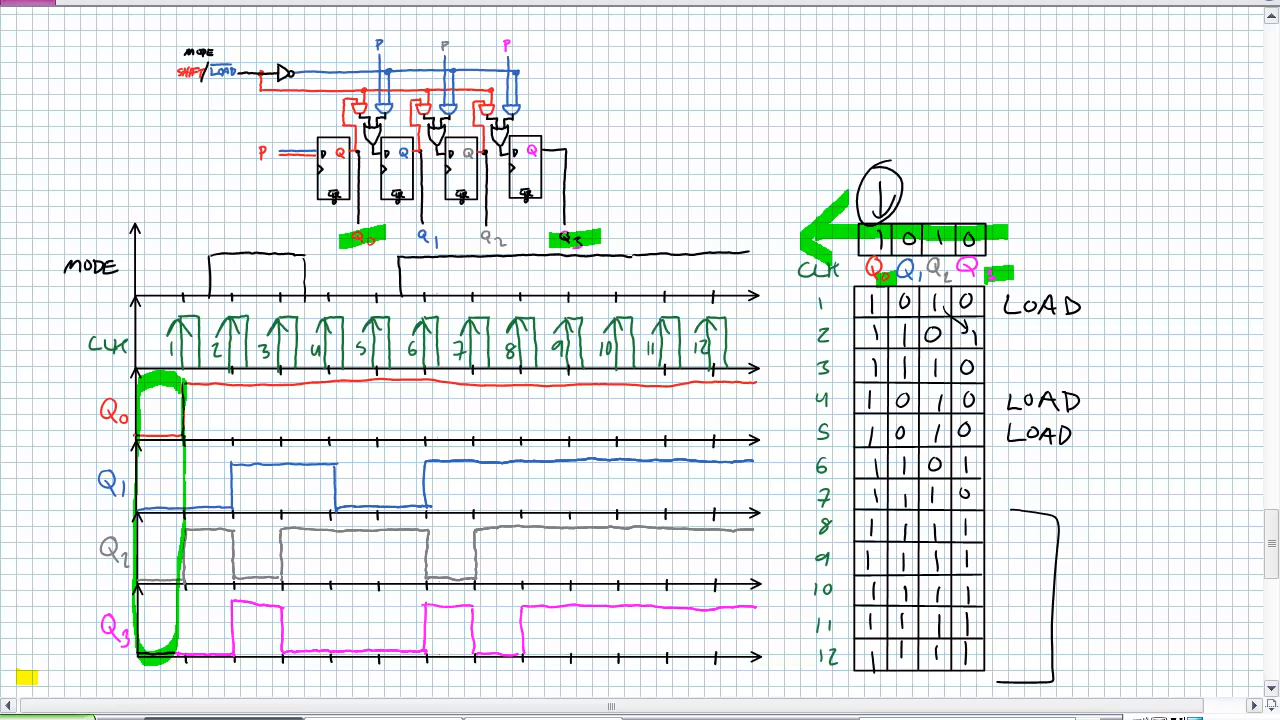 MODE
SHIFT/LOAD
P P P
P D Q D Q D Q D Q
Q0 Q1 Q2 Q3
1 0 1 0
CLK Q0 Q1 Q2 Q3
MODE
CLK 1 2 3 4 5 6 7 8 9 10 11 12
Q0
Q1
Q2
Q3
1 1 0 1 0 LOAD
2 1 1 0 1
3 1 1 1 0
4 1 0 1 0 LOAD
5 1 0 1 0 LOAD
6 1 1 0 1
7 1 1 1 0
8 1 1 1 1
9 1 1 1 1
10 1 1 1 1
11 1 1 1 1
12 1 1 1 1